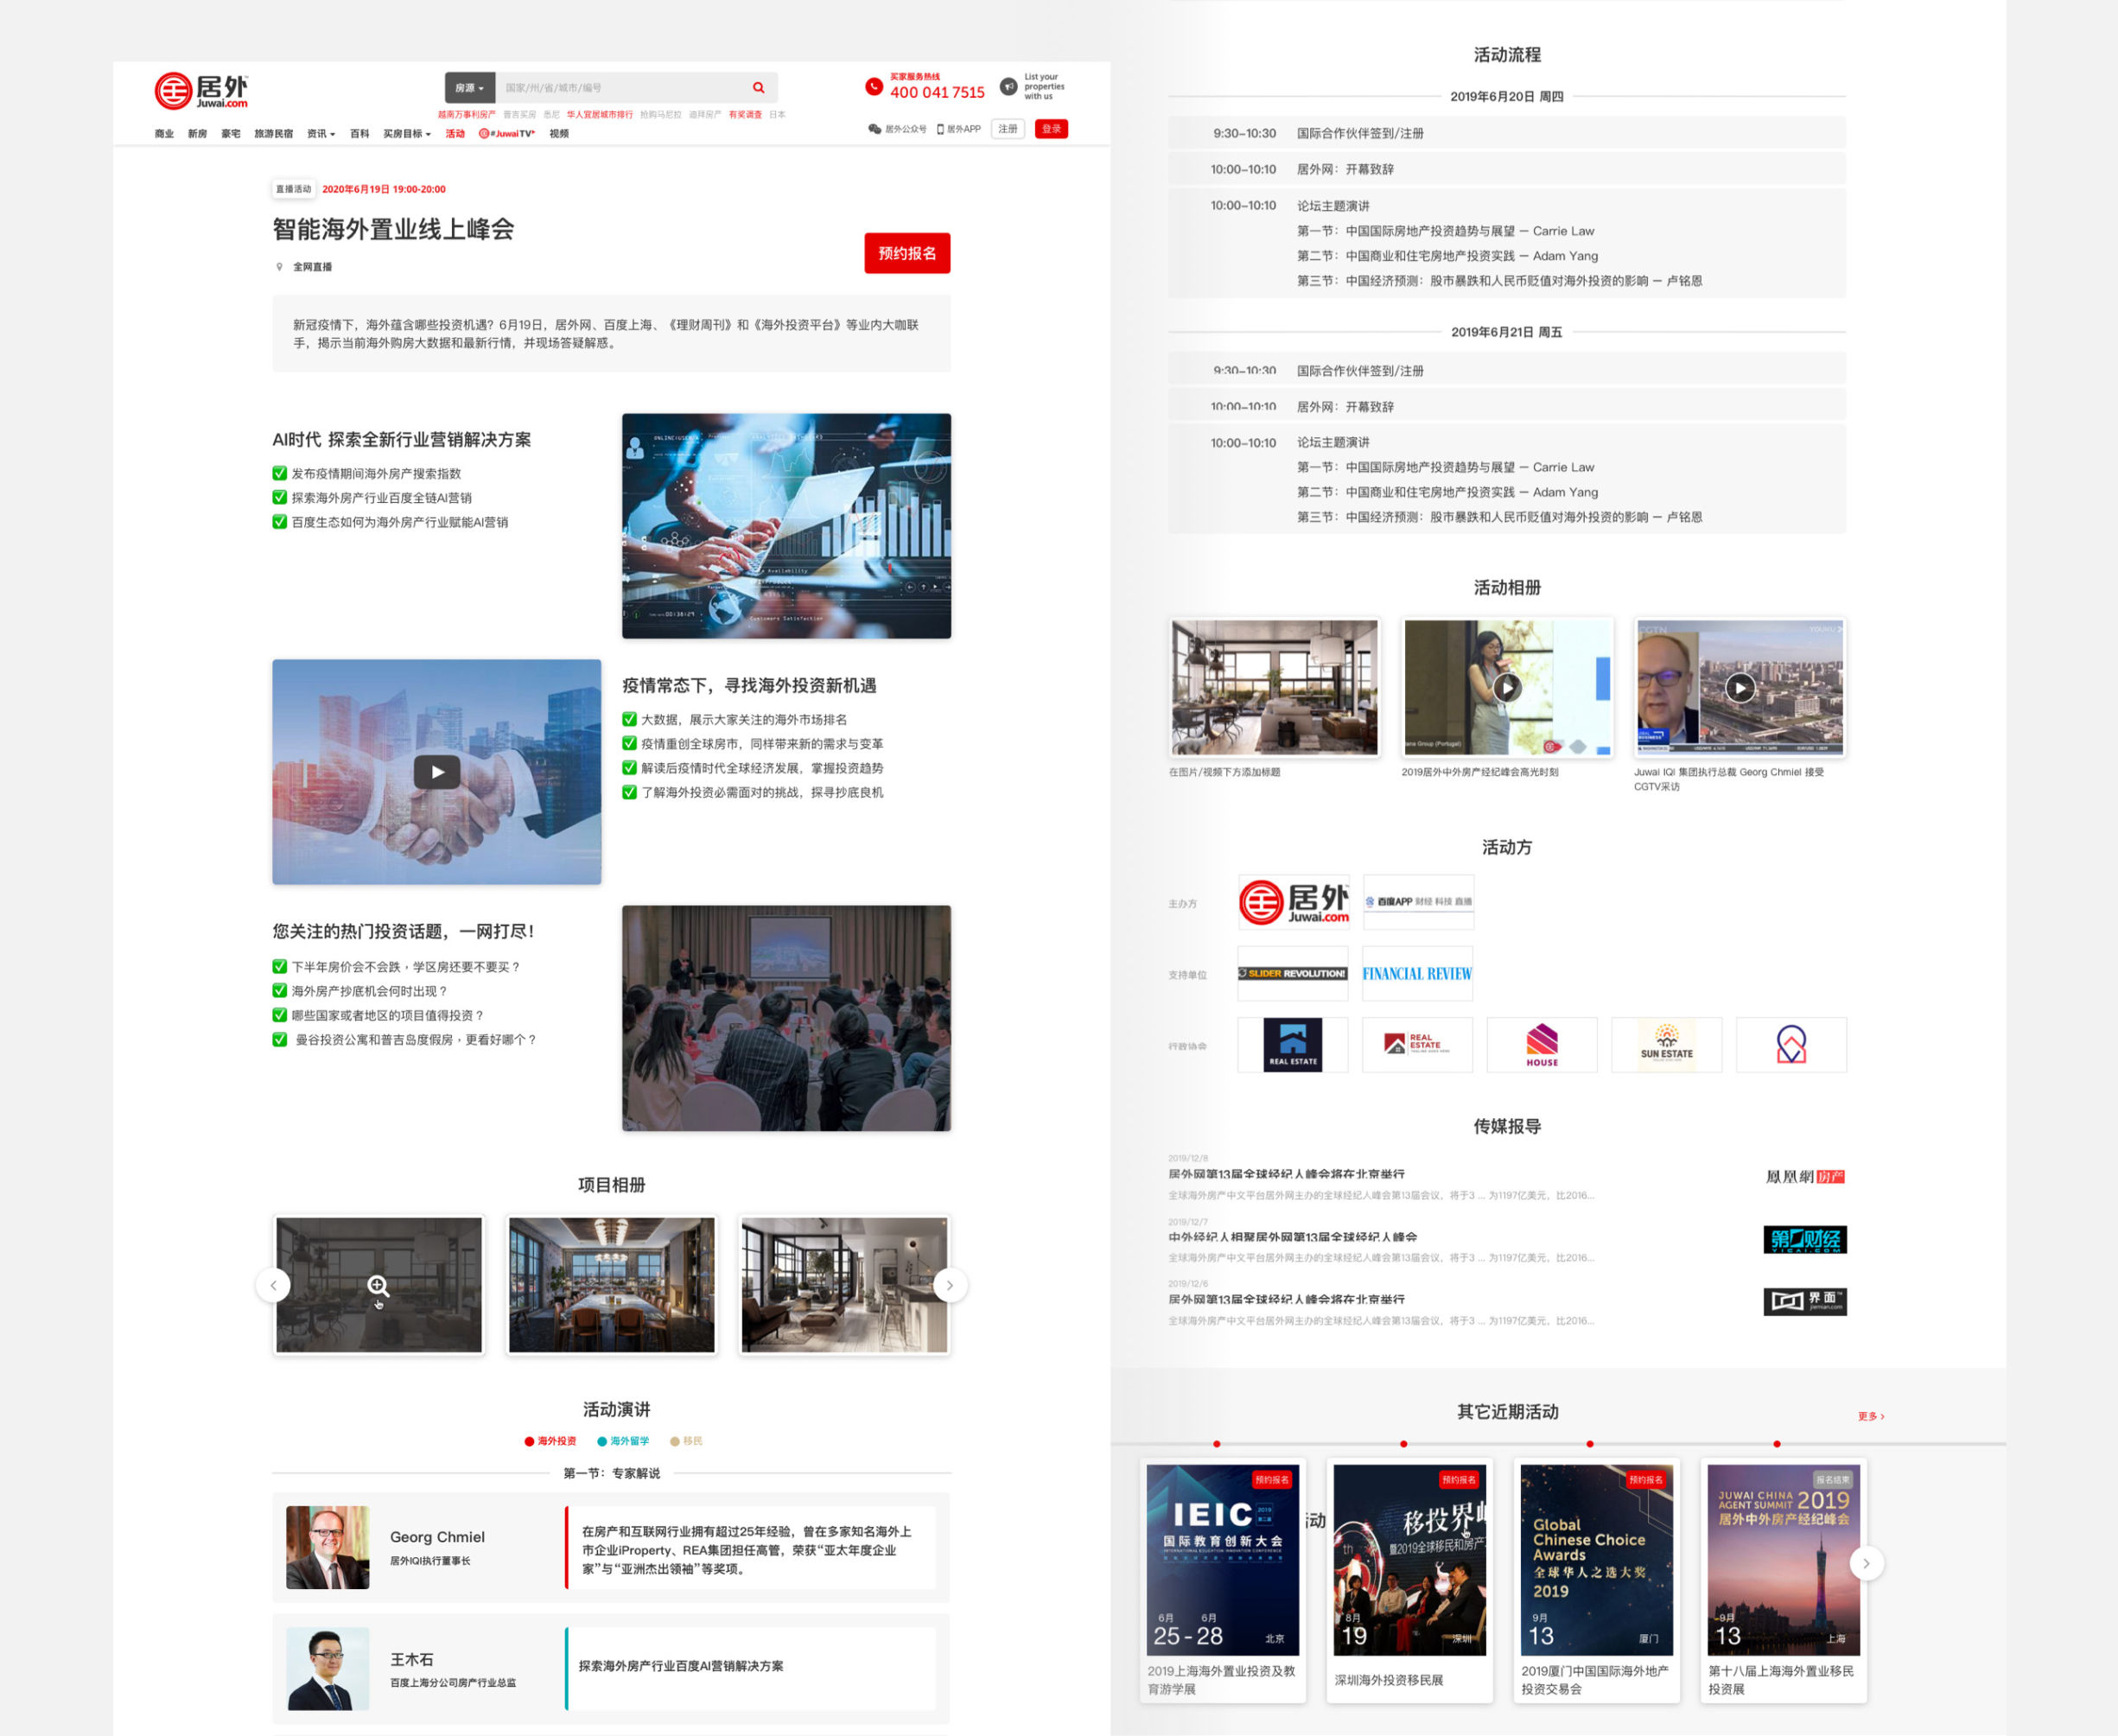 居外
Juwai.com
房源
国家/州/省/城市/编号
买家服务热线
400 041 7515
List your
properties
with us
越南万事利房产 普吉买房 悉尼 华人宜居城市排行 抢购马尼拉 迪拜房产 有奖调查 日本
商业 新房 豪宅 旅游民宿 资讯 百科 买房目标 活动 #JuwaiTV 视频
居外公众号 居外APP 注册 登录
直播活动 2020年6月19日 19:00-20:00
智能海外置业线上峰会
预约报名
全网直播
新冠疫情下，海外蕴含哪些投资机遇？6月19日，居外网、百度上海、《理财周刊》和《海外投资平台》等业内大咖联
手，揭示当前海外购房大数据和最新行情，并现场答疑解惑。
AI时代 探索全新行业营销解决方案
发布疫情期间海外房产搜索指数
探索海外房产行业百度全链AI营销
百度生态如何为海外房产行业赋能AI营销
疫情常态下，寻找海外投资新机遇
大数据，展示大家关注的海外市场排名
疫情重创全球房市，同样带来新的需求与变革
解读后疫情时代全球经济发展，掌握投资趋势
了解海外投资必需面对的挑战，探寻抄底良机
您关注的热门投资话题，一网打尽！
下半年房价会不会跌，学区房还要不要买？
海外房产抄底机会何时出现？
哪些国家或者地区的项目值得投资？
曼谷投资公寓和普吉岛度假房，更看好哪个？
项目相册
活动演讲
海外投资 海外留学 移民
第一节：专家解说
Georg Chmiel
居外IQI执行董事长
在房产和互联网行业拥有超过25年经验，曾在多家知名海外上
市企业iProperty、REA集团担任高管，荣获“亚太年度企业
家”与“亚洲杰出领袖”等奖项。
王木石
百度上海分公司房产行业总监
探索海外房产行业百度AI营销解决方案
活动流程
2019年6月20日 周四
9:30–10:30 国际合作伙伴签到/注册
10:00–10:10 居外网：开幕致辞
10:00–10:10 论坛主题演讲
第一节：中国国际房地产投资趋势与展望 — Carrie Law
第二节：中国商业和住宅房地产投资实践 — Adam Yang
第三节：中国经济预测：股市暴跌和人民币贬值对海外投资的影响 — 卢铭恩
2019年6月21日 周五
9:30–10:30 国际合作伙伴签到/注册
10:00–10:10 居外网：开幕致辞
10:00–10:10 论坛主题演讲
第一节：中国国际房地产投资趋势与展望 — Carrie Law
第二节：中国商业和住宅房地产投资实践 — Adam Yang
第三节：中国经济预测：股市暴跌和人民币贬值对海外投资的影响 — 卢铭恩
活动相册
CGTN
YOUKU
在图片/视频下方添加标题
2019居外中外房产经纪峰会高光时刻
Juwai IQI 集团执行总裁 Georg Chmiel 接受
CGTV采访
活动方
主办方
居外
Juwai.com
百度APP 财经 科技 直播
支持单位
SLIDER REVOLUTION!
FINANCIAL REVIEW
行政协会
REAL ESTATE
REAL
ESTATE
HOUSE
SUN ESTATE
传媒报导
2019/12/8
居外网第13届全球经纪人峰会将在北京举行
全球海外房产中文平台居外网主办的全球经纪人峰会第13届会议，将于3 ... 为1197亿美元，比2016...
鳳凰網房产
2019/12/7
中外经纪人相聚居外网第13届全球经纪人峰会
全球海外房产中文平台居外网主办的全球经纪人峰会第13届会议，将于3 ... 为1197亿美元，比2016...
第一财经
YICAI.COM
2019/12/6
居外网第13届全球经纪人峰会将在北京举行
全球海外房产中文平台居外网主办的全球经纪人峰会第13届会议，将于3 ... 为1197亿美元，比2016...
界面
jiemian.com
其它近期活动
更多
预约报名
IEIC
国际教育创新大会
6月 6月
25 - 28 北京
2019上海海外置业投资及教
育游学展
动
预约报名
移投界
暨2019全球移民和房产
8月
19 深圳
深圳海外投资移民展
预约报名
Global
Chinese Choice
Awards
全球华人之选大奖
2019
9月
13 厦门
2019厦门中国国际海外地产
投资交易会
报名结束
JUWAI CHINA
AGENT SUMMIT 2019
居外中外房产经纪峰会
9月
13 上海
第十八届上海海外置业移民
投资展